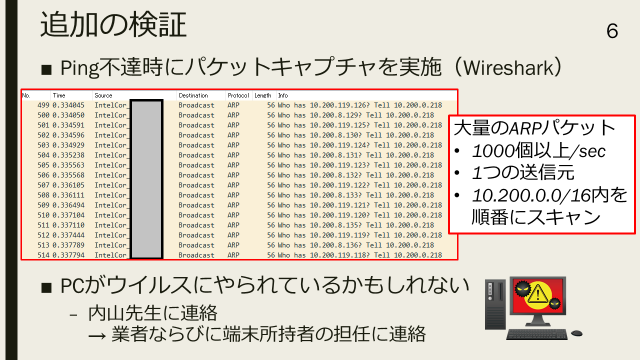 追加の検証
6
■ Ping不達時にパケットキャプチャを実施（Wireshark）
No. Time Source Destination Protocol Length Info
499 0.334045 IntelCor_ Broadcast ARP 56 Who has 10.200.119.126? Tell 10.200.0.218
500 0.334050 IntelCor_ Broadcast ARP 56 Who has 10.200.8.129? Tell 10.200.0.218
501 0.334591 IntelCor_ Broadcast ARP 56 Who has 10.200.119.125? Tell 10.200.0.218
502 0.334596 IntelCor_ Broadcast ARP 56 Who has 10.200.8.130? Tell 10.200.0.218
503 0.334929 IntelCor_ Broadcast ARP 56 Who has 10.200.119.124? Tell 10.200.0.218
504 0.335238 IntelCor_ Broadcast ARP 56 Who has 10.200.8.131? Tell 10.200.0.218
505 0.335563 IntelCor_ Broadcast ARP 56 Who has 10.200.119.123? Tell 10.200.0.218
506 0.335568 IntelCor_ Broadcast ARP 56 Who has 10.200.8.132? Tell 10.200.0.218
507 0.336105 IntelCor_ Broadcast ARP 56 Who has 10.200.119.122? Tell 10.200.0.218
508 0.336111 IntelCor_ Broadcast ARP 56 Who has 10.200.8.133? Tell 10.200.0.218
509 0.336494 IntelCor_ Broadcast ARP 56 Who has 10.200.119.121? Tell 10.200.0.218
510 0.337104 IntelCor_ Broadcast ARP 56 Who has 10.200.119.120? Tell 10.200.0.218
511 0.337110 IntelCor_ Broadcast ARP 56 Who has 10.200.8.135? Tell 10.200.0.218
512 0.337444 IntelCor_ Broadcast ARP 56 Who has 10.200.119.119? Tell 10.200.0.218
513 0.337789 IntelCor_ Broadcast ARP 56 Who has 10.200.8.136? Tell 10.200.0.218
514 0.337794 IntelCor_ Broadcast ARP 56 Who has 10.200.119.118? Tell 10.200.0.218
大量のARPパケット
• 1000個以上/sec
• 1つの送信元
• 10.200.0.0/16内を
順番にスキャン
■ PCがウイルスにやられているかもしれない
– 内山先生に連絡
→ 業者ならびに端末所持者の担任に連絡